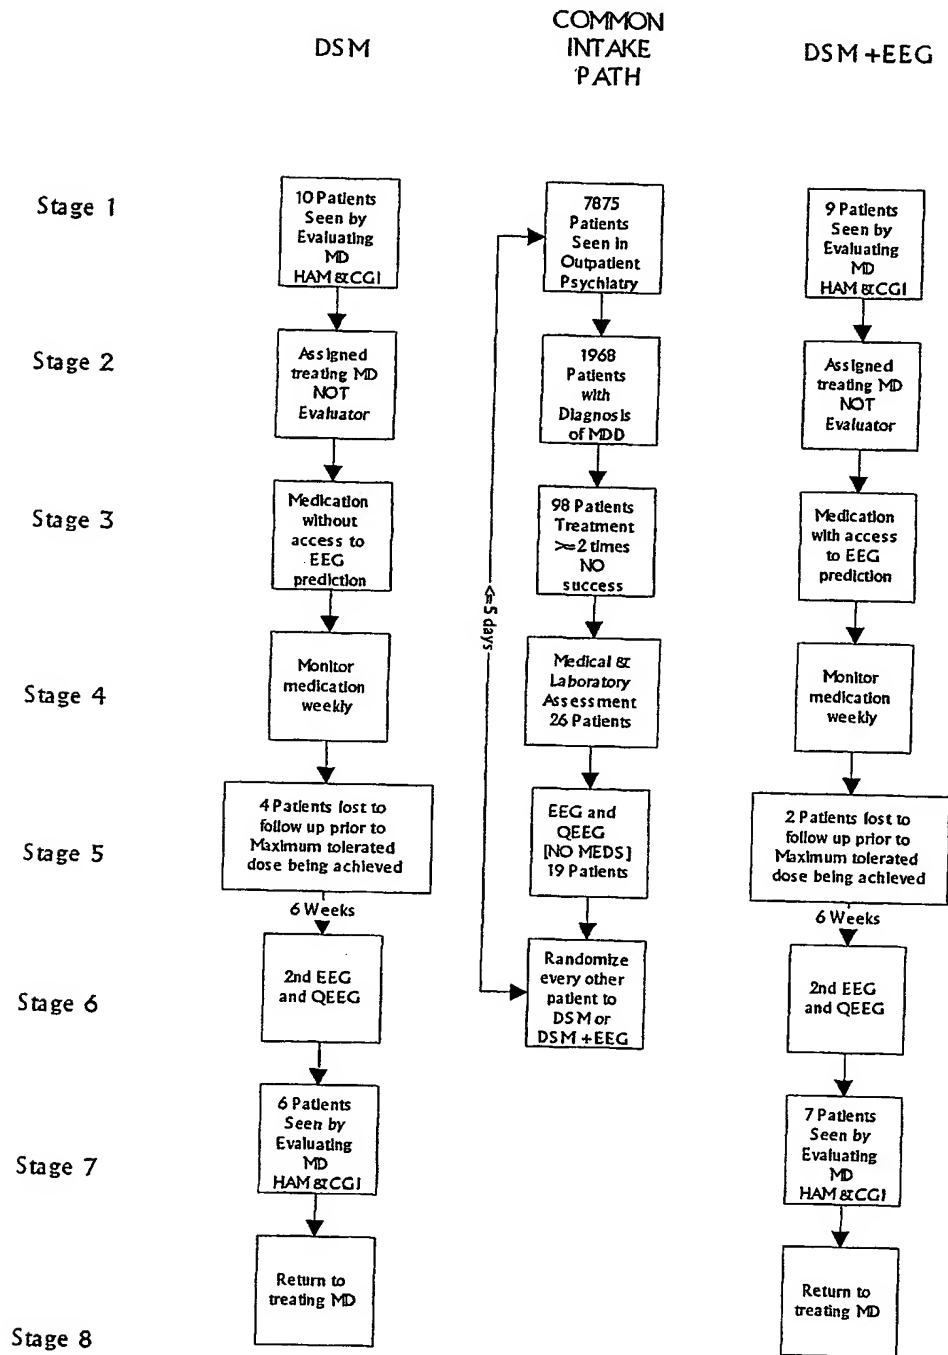 DSM
COMMON
INTAKE
PATH
DSM +EEG
Stage 1
10 Patients
Seen by
Evaluating
MD
HAM & CGI
7875
Patients
Seen in
Outpatient
Psychiatry
9 Patients
Seen by
Evaluating
MD
HAM & CGI
Stage 2
Assigned
treating MD
NOT
Evaluator
1968
Patients
with
Diagnosis
of MDD
Assigned
treating MD
NOT
Evaluator
Stage 3
Medication
without
access to
EEG
prediction
98 Patients
Treatment
>=2 times
NO
success
Medication
with access
to EEG
prediction
<=5 days
Stage 4
Monitor
medication
weekly
Medical &
Laboratory
Assessment
26 Patients
Monitor
medication
weekly
Stage 5
4 Patients lost to
follow up prior to
Maximum tolerated
dose being achieved
EEG and
QEEG
[NO MEDS]
19 Patients
2 Patients lost to
follow up prior to
Maximum tolerated
dose being achieved
6 Weeks
6 Weeks
Stage 6
2nd EEG
and QEEG
Randomize
every other
patient to
DSM or
DSM +EEG
2nd EEG
and QEEG
Stage 7
6 Patients
Seen by
Evaluating
MD
HAM & CGI
7 Patients
Seen by
Evaluating
MD
HAM & CGI
Stage 8
Return to
treating MD
Return to
treating MD